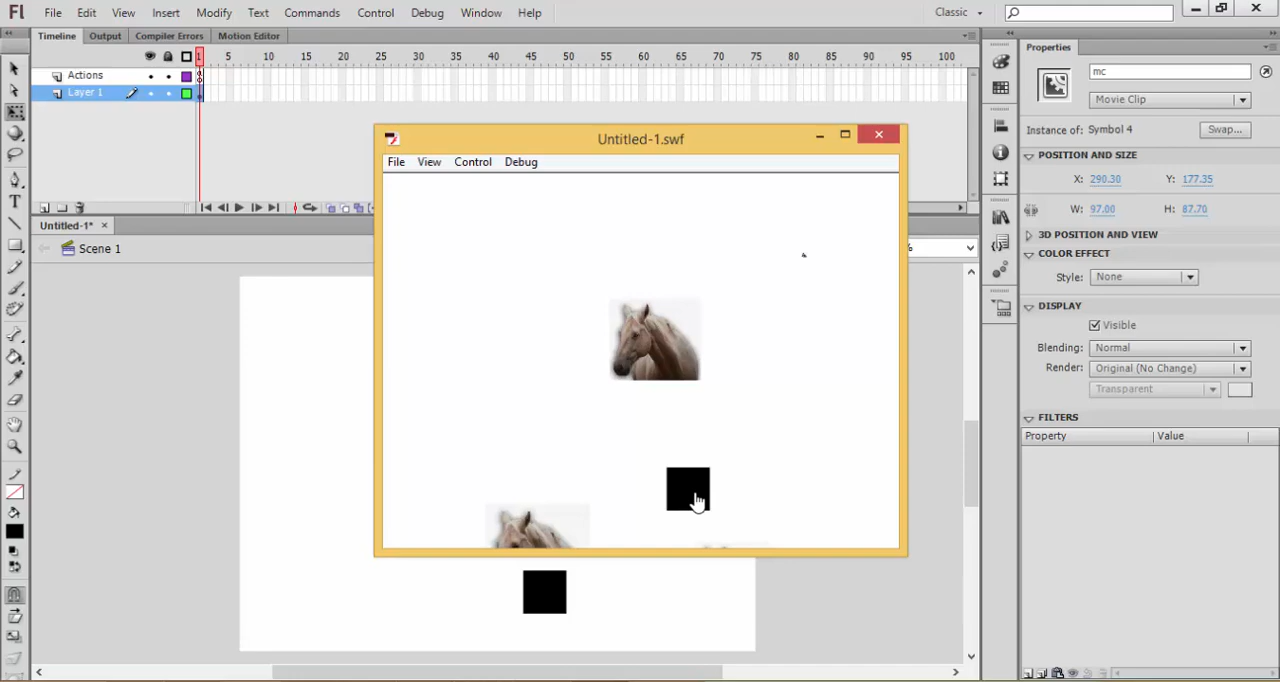 Fl File Edit View Insert Modify Text Commands Control Debug Window Help Classic
Timeline Output Compiler Errors Motion Editor
1 5 10 15 20 25 30 35 40 45 50 55 60 65 70 75 80 85 90 95 100
Actions
Layer 1
Untitled-1*
Scene 1
%
Untitled-1.swf
File View Control Debug
Properties
mc
Movie Clip
Instance of: Symbol 4 Swap...
POSITION AND SIZE
X: 290.30 Y: 177.35
W: 97.00 H: 87.70
3D POSITION AND VIEW
COLOR EFFECT
Style: None
DISPLAY
Visible
Blending: Normal
Render: Original (No Change)
Transparent
FILTERS
Property Value